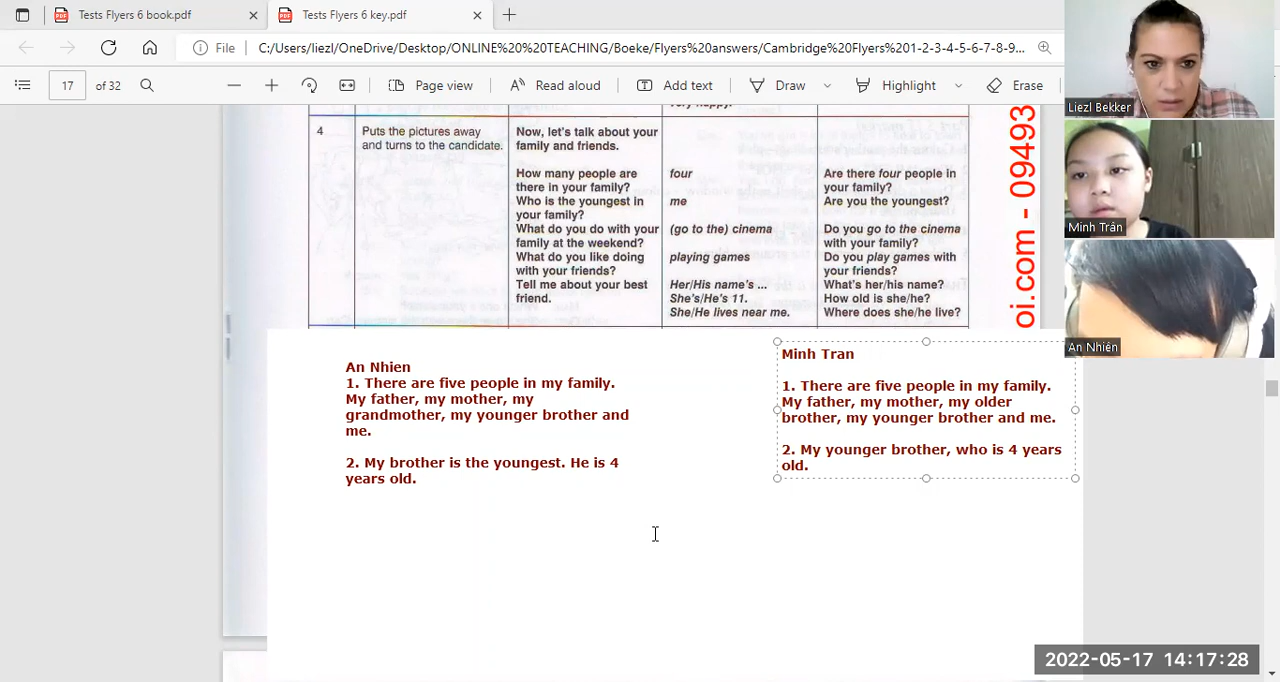 Tests Flyers 6 book.pdf
Tests Flyers 6 key.pdf
File
C:/Users/liezl/OneDrive/Desktop/ONLINE%20%20TEACHING/Boeke/Flyers%20answers/Cambridge%20Flyers%201-2-3-4-5-6-7-8-9...
17 of 32
Page view
Read aloud
Add text
Draw
Highlight
Erase
Liezl Bekker
Minh Trân
An Nhiên
very happy.
4
Puts the pictures away
and turns to the candidate.
Now, let's talk about your
family and friends.
How many people are
there in your family?
Who is the youngest in
your family?
What do you do with your
family at the weekend?
What do you like doing
with your friends?
Tell me about your best
friend.
four
me
(go to the) cinema
playing games
Her/His name's ...
She's/He's 11.
She/He lives near me.
Are there four people in
your family?
Are you the youngest?
Do you go to the cinema
with your family?
Do you play games with
your friends?
What's her/his name?
How old is she/he?
Where does she/he live?
oi.com - 09493
An Nhien
1. There are five people in my family.
My father, my mother, my
grandmother, my younger brother and
me.
2. My brother is the youngest. He is 4
years old.
Minh Tran
1. There are five people in my family.
My father, my mother, my older
brother, my younger brother and me.
2. My younger brother, who is 4 years
old.
2022-05-17 14:17:28